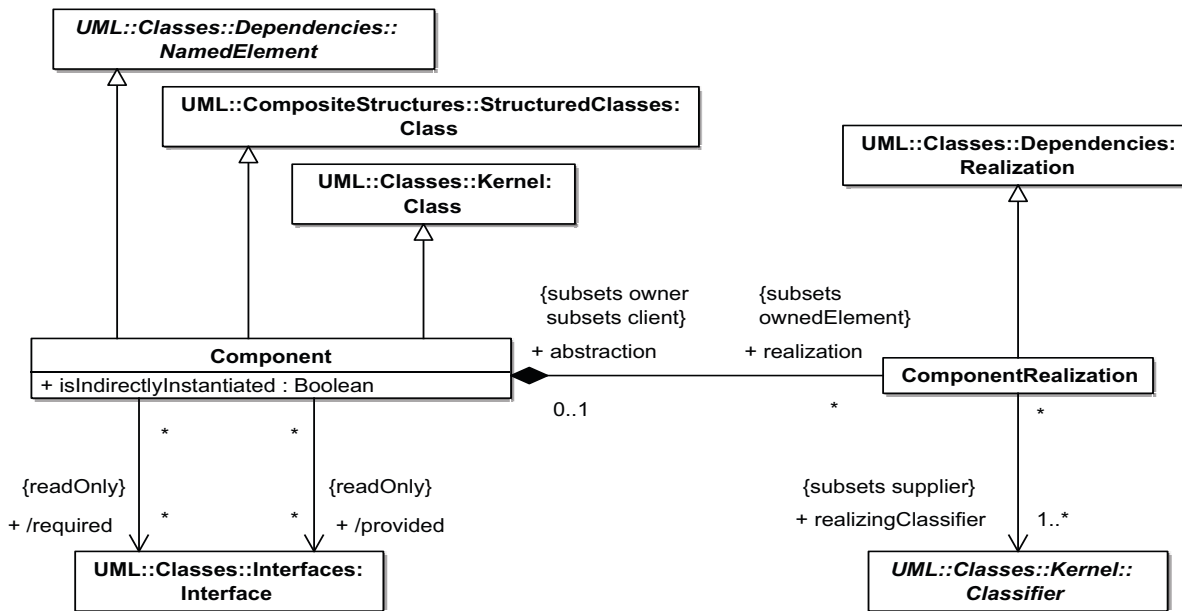 UML::Classes::Dependencies::
NamedElement
UML::CompositeStructures::StructuredClasses:
Class
UML::Classes::Kernel:
Class
UML::Classes::Dependencies:
Realization
{subsets owner
subsets client}
+ abstraction
{subsets
ownedElement}
+ realization
Component
+ isIndirectlyInstantiated : Boolean
ComponentRealization
0..1
*
*
*
*
{readOnly}
{readOnly}
{subsets supplier}
+ /required
*
*
+ /provided
+ realizingClassifier
1..*
UML::Classes::Interfaces:
Interface
UML::Classes::Kernel::
Classifier